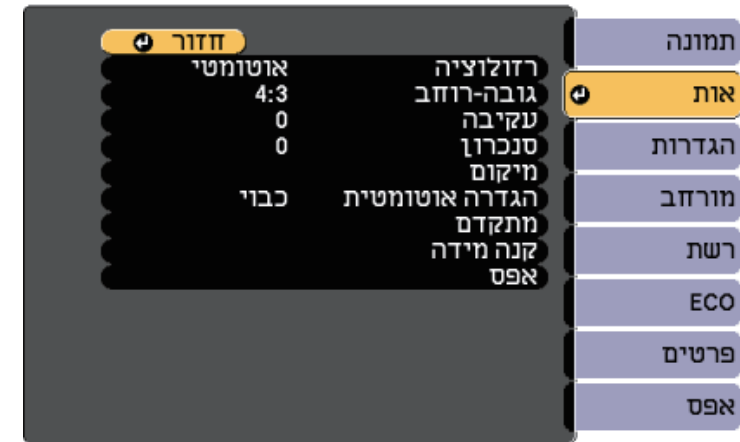 תמונה
אות
הגדרות
מורחב
רשת
ECO
פרטים
אפס
חזור
רזולוציה אוטומטי
גובה-רוחב 4:3
עקיבה 0
סנכרון 0
מיקום
הגדרה אוטומטית כבוי
מתקדם
קנה מידה
אפס